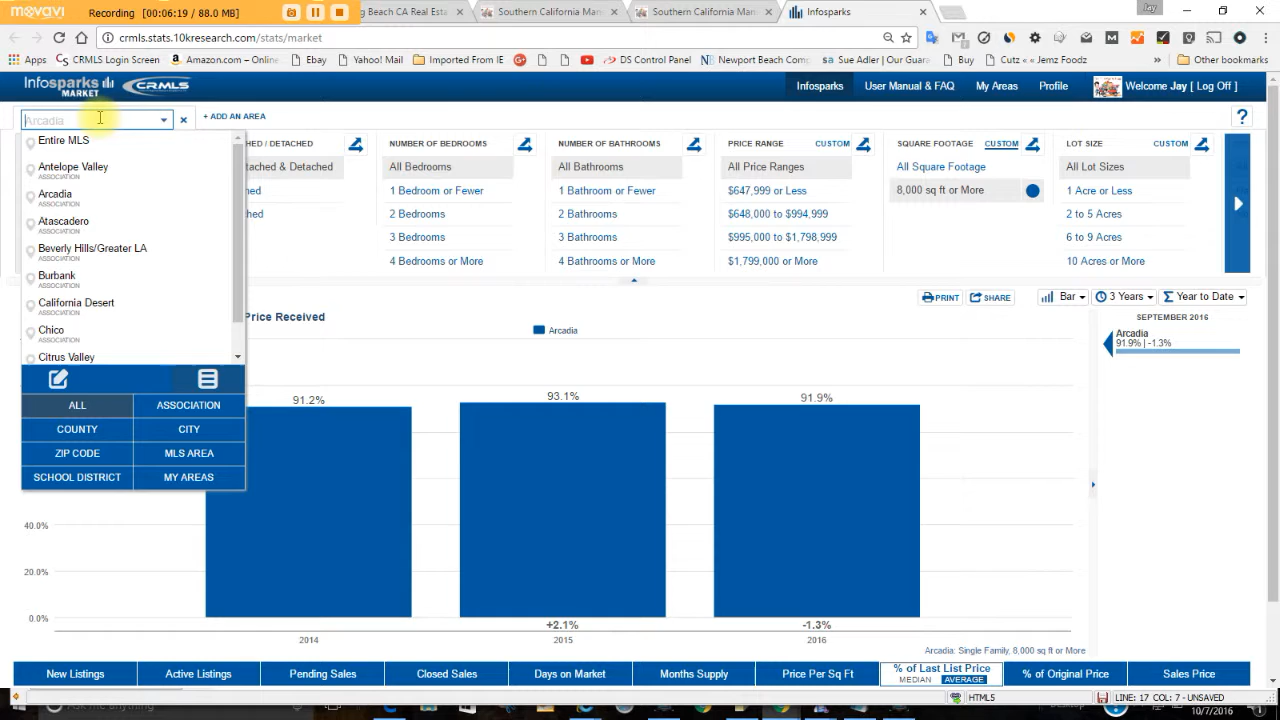 movavi
Recording | 00:06:19 / 88.0 MB )
g Beach CA Real Esta
Southern California Mar
Southern California Mar
Infosparks
Jay
crmls.stats.10kresearch.com/stats/market
Apps
CRMLS Login Screen
Amazon.com – Online
Ebay
Yahoo! Mail
Imported From IE
DS Control Panel
Newport Beach Comp
Sue Adler | Our Guara
Buy
Cutz « Jemz Foodz
»
Other bookmarks
Infosparks
MARKET
CRMLS
Infosparks
User Manual & FAQ
My Areas
Profile
Welcome Jay [ Log Off ]
Arcadia
+ ADD AN AREA
?
Entire MLS
Antelope Valley
ASSOCIATION
Arcadia
ASSOCIATION
Atascadero
ASSOCIATION
Beverly Hills/Greater LA
ASSOCIATION
Burbank
ASSOCIATION
California Desert
ASSOCIATION
Chico
ASSOCIATION
Citrus Valley
ALL
ASSOCIATION
COUNTY
CITY
ZIP CODE
MLS AREA
SCHOOL DISTRICT
MY AREAS
/ DETACHED
tached & Detached
ed
ched
NUMBER OF BEDROOMS
All Bedrooms
1 Bedroom or Fewer
2 Bedrooms
3 Bedrooms
4 Bedrooms or More
NUMBER OF BATHROOMS
All Bathrooms
1 Bathroom or Fewer
2 Bathrooms
3 Bathrooms
4 Bathrooms or More
PRICE RANGE
CUSTOM
All Price Ranges
$647,999 or Less
$648,000 to $994,999
$995,000 to $1,798,999
$1,799,000 or More
SQUARE FOOTAGE
CUSTOM
All Square Footage
8,000 sq ft or More
LOT SIZE
CUSTOM
All Lot Sizes
1 Acre or Less
2 to 5 Acres
6 to 9 Acres
10 Acres or More
PRINT
SHARE
Bar
3 Years
Year to Date
Price Received
Arcadia
SEPTEMBER 2016
Arcadia
91.9% | -1.3%
91.2%
93.1%
91.9%
40.0%
20.0%
0.0%
+2.1%
-1.3%
2014
2015
2016
Arcadia: Single Family, 8,000 sq ft or More
New Listings
Active Listings
Pending Sales
Closed Sales
Days on Market
Months Supply
Price Per Sq Ft
% of Last List Price
MEDIAN
AVERAGE
% of Original Price
Sales Price
HTML5
LINE: 17 COL: 7 - UNSAVED
Desktop
10/7/2016